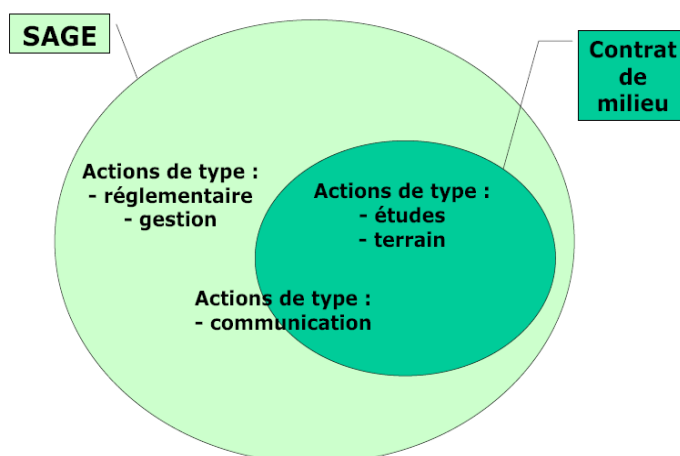 SAGE
Contrat
de
milieu
Actions de type :
- réglementaire
- gestion
Actions de type :
- études
- terrain
Actions de type :
- communication